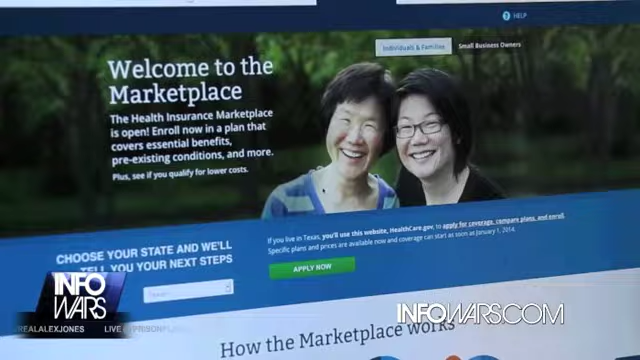 HELP
Individuals & Families
Small Business Owners
Welcome to the
Marketplace
The Health Insurance Marketplace
is open! Enroll now in a plan that
covers essential benefits,
pre-existing conditions, and more.
Plus, see if you qualify for lower costs.
If you live in Texas, you'll use this website, HealthCare.gov, to apply for coverage, compare plans, and enroll.
Specific plans and prices are available now and coverage can start as soon as January 1, 2014.
CHOOSE YOUR STATE AND WE'LL
TELL YOU YOUR NEXT STEPS
APPLY NOW
INFO
WARS
REALALEXJONES
INFOWARS.COM
How the Marketplace works